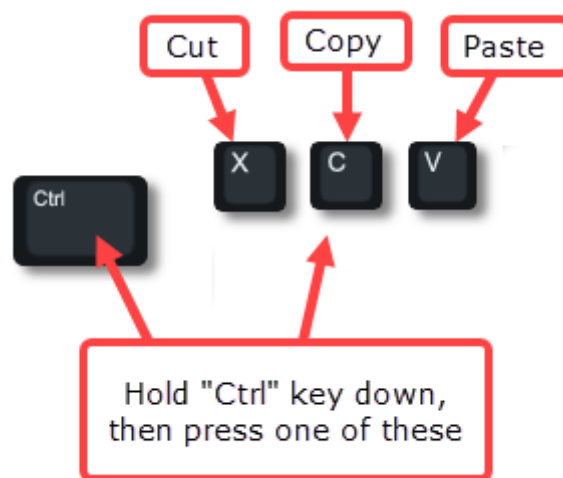 Cut
Copy
Paste
X
C
V
Ctrl
Hold "Ctrl" key down,
then press one of these